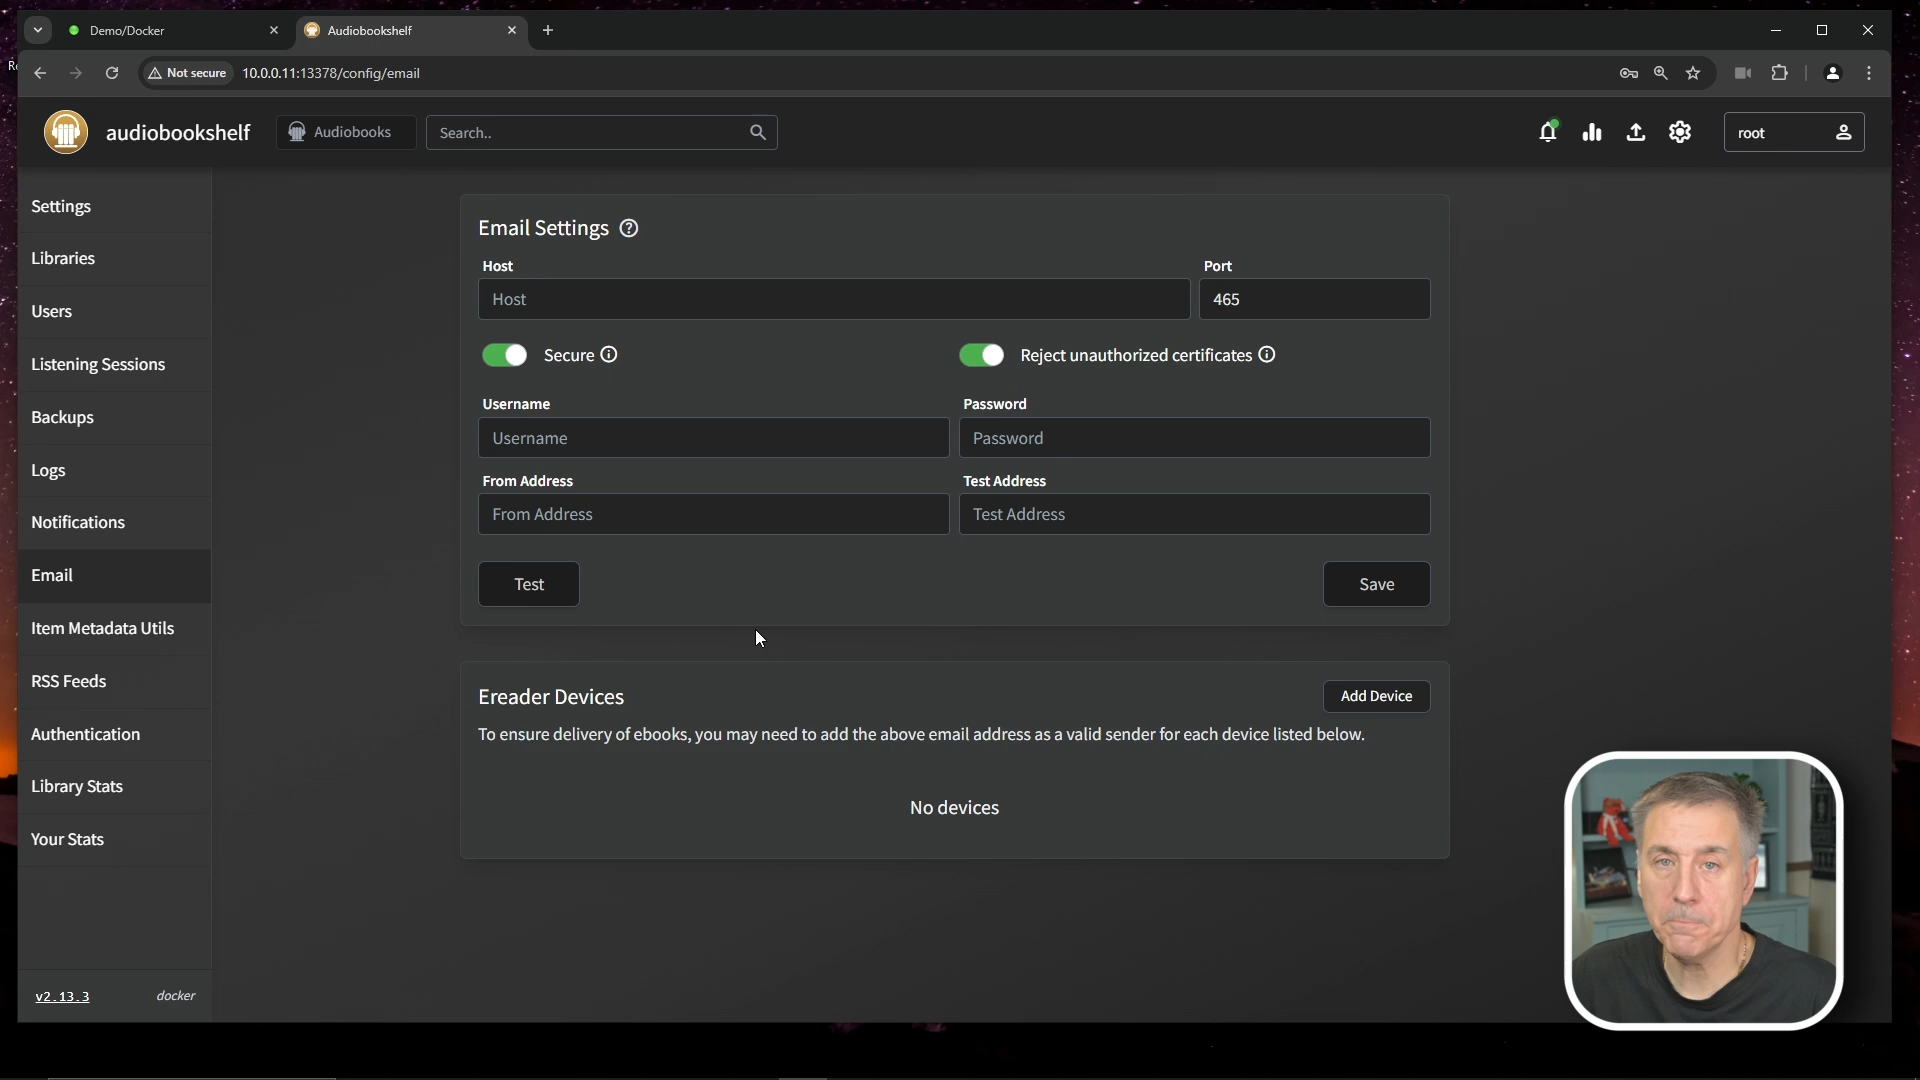 Demo/Docker
Audiobookshelf
Not secure
10.0.0.11:13378/config/email
audiobookshelf
Audiobooks
Search..
root
Settings
Libraries
Users
Listening Sessions
Backups
Logs
Notifications
Email
Item Metadata Utils
RSS Feeds
Authentication
Library Stats
Your Stats
v2.13.3
docker
Email Settings
Host
Port
Host
465
Secure
Reject unauthorized certificates
Username
Password
Username
Password
From Address
Test Address
From Address
Test Address
Test
Save
Ereader Devices
Add Device
To ensure delivery of ebooks, you may need to add the above email address as a valid sender for each device listed below.
No devices